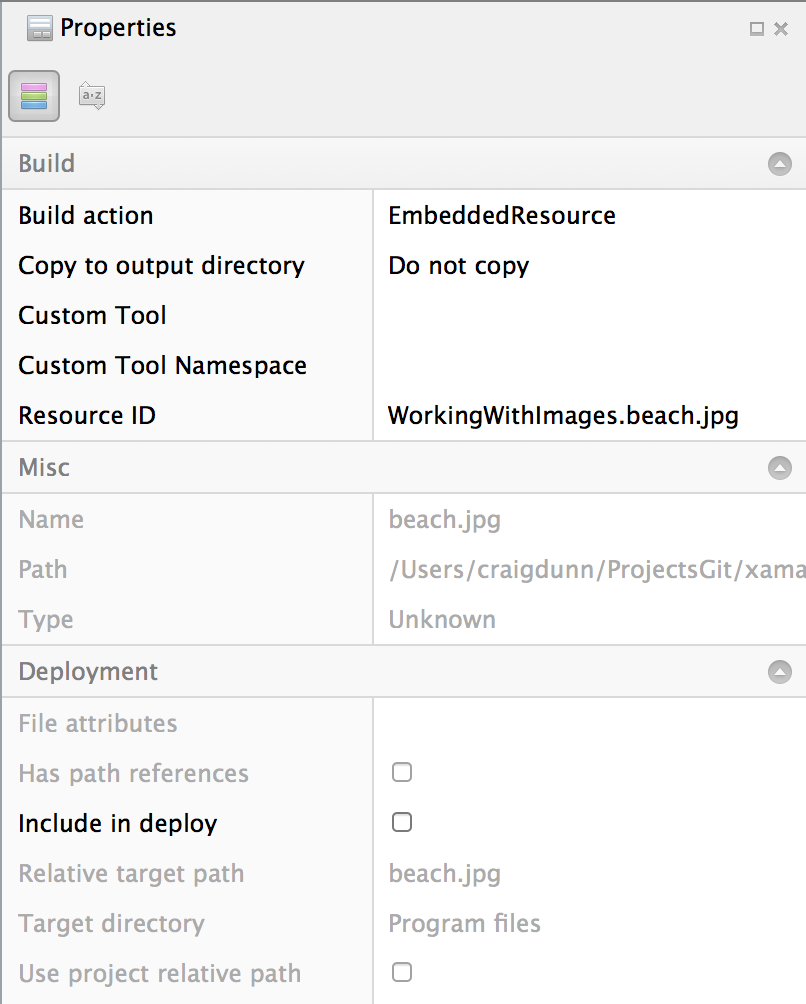 Properties
a·z
Build
Build action EmbeddedResource
Copy to output directory Do not copy
Custom Tool
Custom Tool Namespace
Resource ID WorkingWithImages.beach.jpg
Misc
Name beach.jpg
Path /Users/craigdunn/ProjectsGit/xama
Type Unknown
Deployment
File attributes
Has path references
Include in deploy
Relative target path beach.jpg
Target directory Program files
Use project relative path